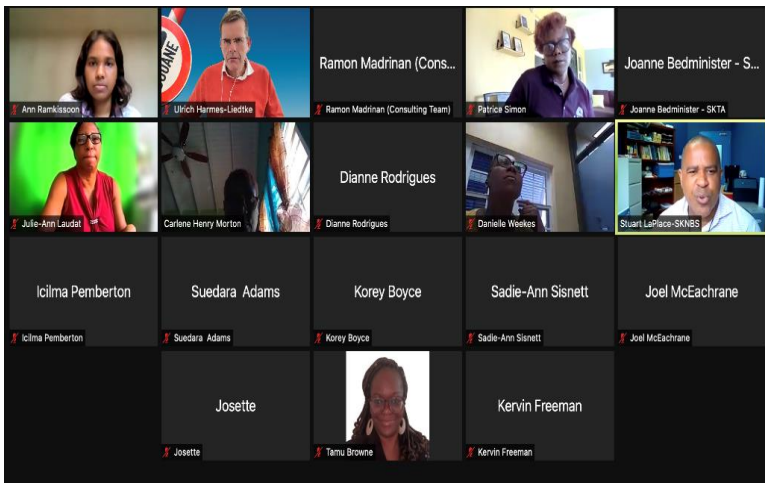 Ann Ramkissoon
OUANE
Ulrich Harmes-Liedtke
Ramon Madrinan (Cons...
Ramon Madrinan (Consulting Team)
Patrice Simon
Joanne Bedminister - S...
Joanne Bedminister - SKTA
Julie-Ann Laudat
Carlene Henry Morton
Dianne Rodrigues
Dianne Rodrigues
Danielle Weekes
Stuart LaPlace-SKNBS
Icilma Pemberton
Icilma Pemberton
Suedara Adams
Suedara Adams
Korey Boyce
Korey Boyce
Sadie-Ann Sisnett
Sadie-Ann Sisnett
Joel McEachrane
Joel McEachrane
Josette
Josette
Tamu Browne
Kervin Freeman
Kervin Freeman